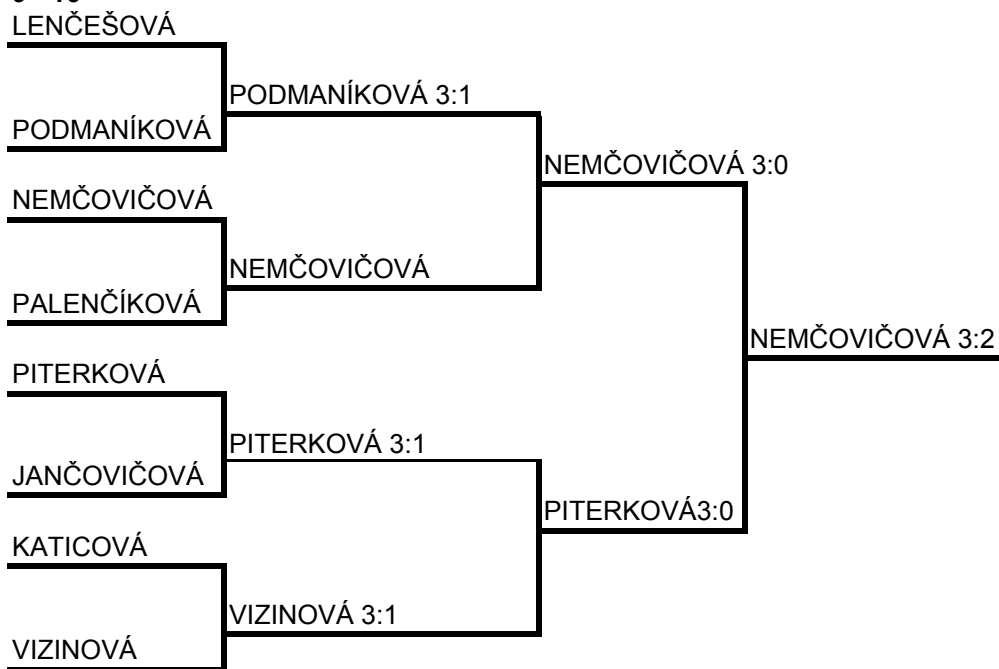 LENČEŠOVÁ
PODMANÍKOVÁ 3:1
PODMANÍKOVÁ
NEMČOVIČOVÁ 3:0
NEMČOVIČOVÁ
NEMČOVIČOVÁ
PALENČÍKOVÁ
NEMČOVIČOVÁ 3:2
PITERKOVÁ
PITERKOVÁ 3:1
JANČOVIČOVÁ
PITERKOVÁ3:0
KATICOVÁ
VIZINOVÁ 3:1
VIZINOVÁ